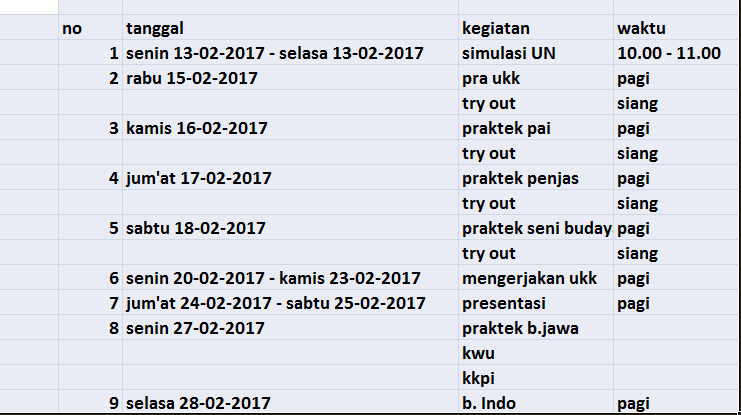 no tanggal kegiatan waktu
1 senin 13-02-2017 - selasa 13-02-2017 simulasi UN 10.00 - 11.00
2 rabu 15-02-2017 pra ukk pagi
try out siang
3 kamis 16-02-2017 praktek pai pagi
try out siang
4 jum'at 17-02-2017 praktek penjas pagi
try out siang
5 sabtu 18-02-2017 praktek seni buday pagi
try out siang
6 senin 20-02-2017 - kamis 23-02-2017 mengerjakan ukk pagi
7 jum'at 24-02-2017 - sabtu 25-02-2017 presentasi pagi
8 senin 27-02-2017 praktek b.jawa
kwu
kkpi
9 selasa 28-02-2017 b. Indo pagi